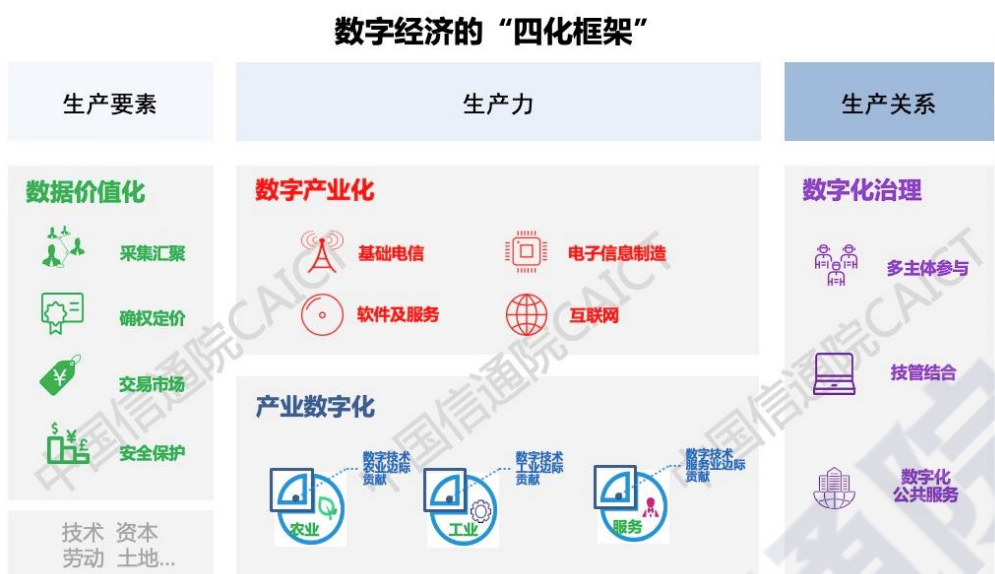 数字经济的“四化框架”
生产要素
生产力
生产关系
数据价值化
采集汇聚
确权定价
¥
交易市场
$ ¥ £
安全保护
技术 资本
劳动 土地...
数字产业化
基础电信
电子信息制造
软件及服务
互联网
产业数字化
数字技术
农业边际
贡献
农业
数字技术
工业边际
贡献
工业
数字技术
服务业边际
贡献
服务
数字化治理
多主体参与
技管结合
数字化
公共服务
中国信通院CAICT
中国信通院CAICT
中国信通院CAICT
通院